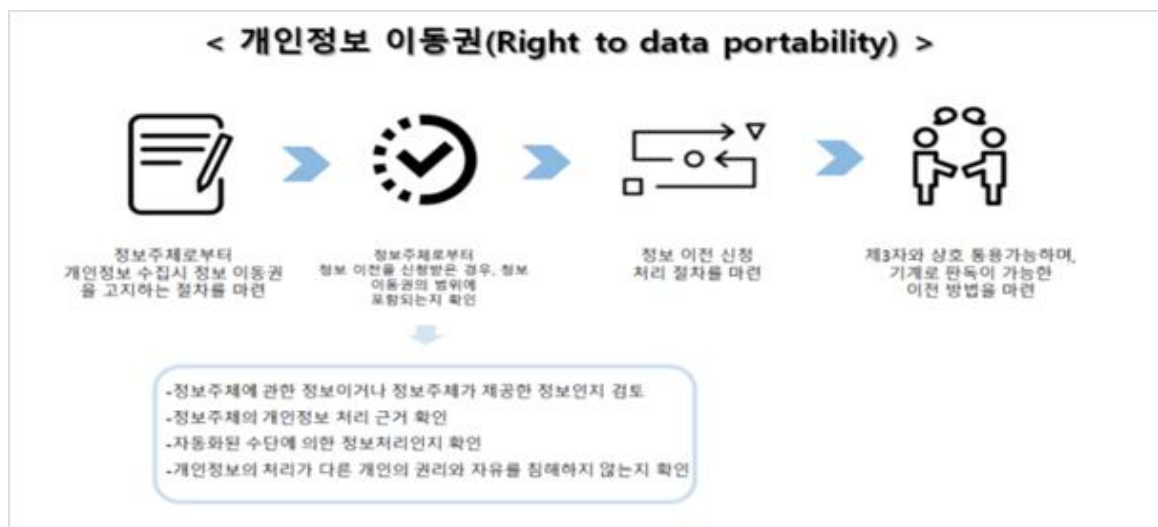 < 개인정보 이동권(Right to data portability) >
정보주체로부터
개인정보 수집시 정보 이동권
을 고지하는 절차를 마련
정보주체로부터
정보 이전을 신청받은 경우, 정보
이동권의 범위에
포함되는지 확인
정보 이전 신청
처리 절차를 마련
제3자와 상호 통용가능하며,
기계로 판독이 가능한
이전 방법을 마련
-정보주체에 관한 정보이거나 정보주체가 제공한 정보인지 검토
-정보주체의 개인정보 처리 근거 확인
-자동화된 수단에 의한 정보처리인지 확인
-개인정보의 처리가 다른 개인의 권리와 자유를 침해하지 않는지 확인